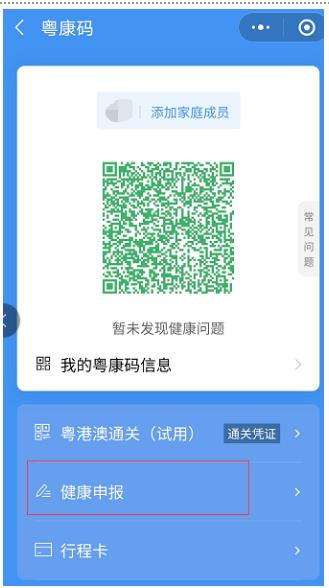 粤康码
添加家庭成员
常见问题
暂未发现健康问题
我的粤康码信息
粤港澳通关（试用） 通关凭证
健康申报
行程卡